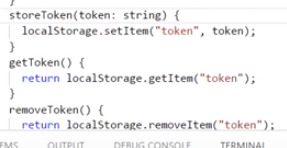 }
storeToken(token: string) {
localStorage.setItem("token", token);
}
getToken() {
return localStorage.getItem("token");
}
removeToken() {
return localStorage.removeItem("token");
EMS OUTPUT DEBUG CONSOLE TERMINAL